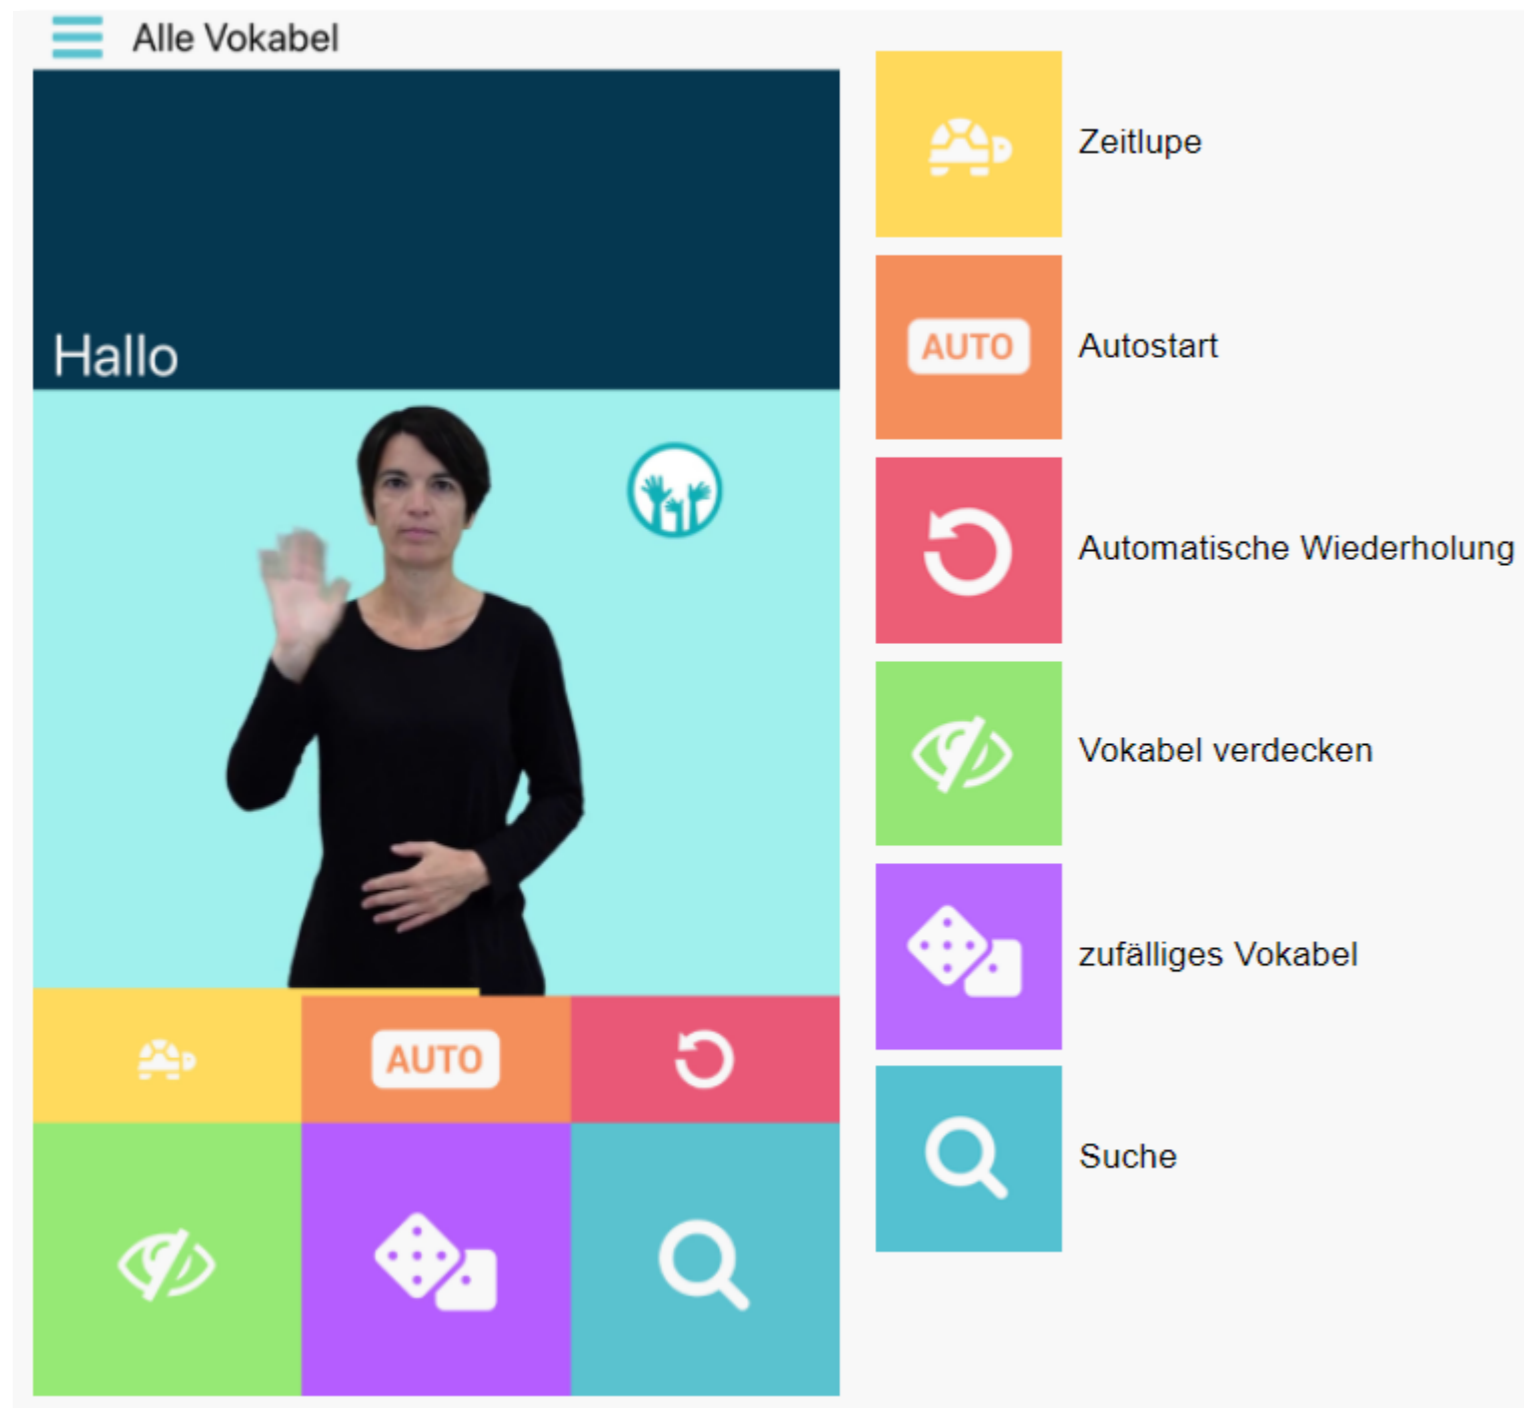 Alle Vokabel
Hallo
AUTO
Zeitlupe
AUTO
Autostart
Automatische Wiederholung
Vokabel verdecken
zufälliges Vokabel
Suche